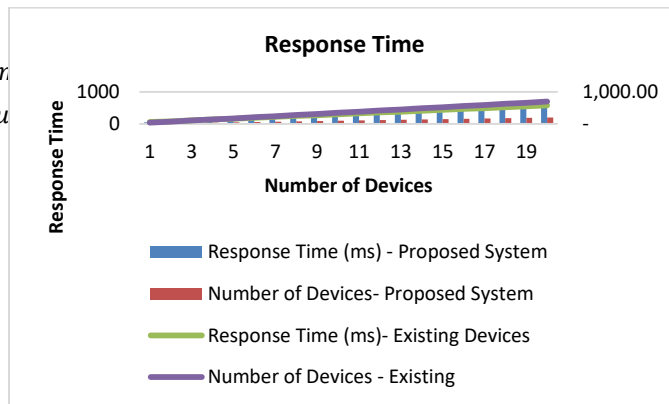 Response Time
1000 1,000.00
0 -
1 3 5 7 9 11 13 15 17 19
Response Time
Number of Devices
Response Time (ms) - Proposed System
Number of Devices- Proposed System
Response Time (ms)- Existing Devices
Number of Devices - Existing